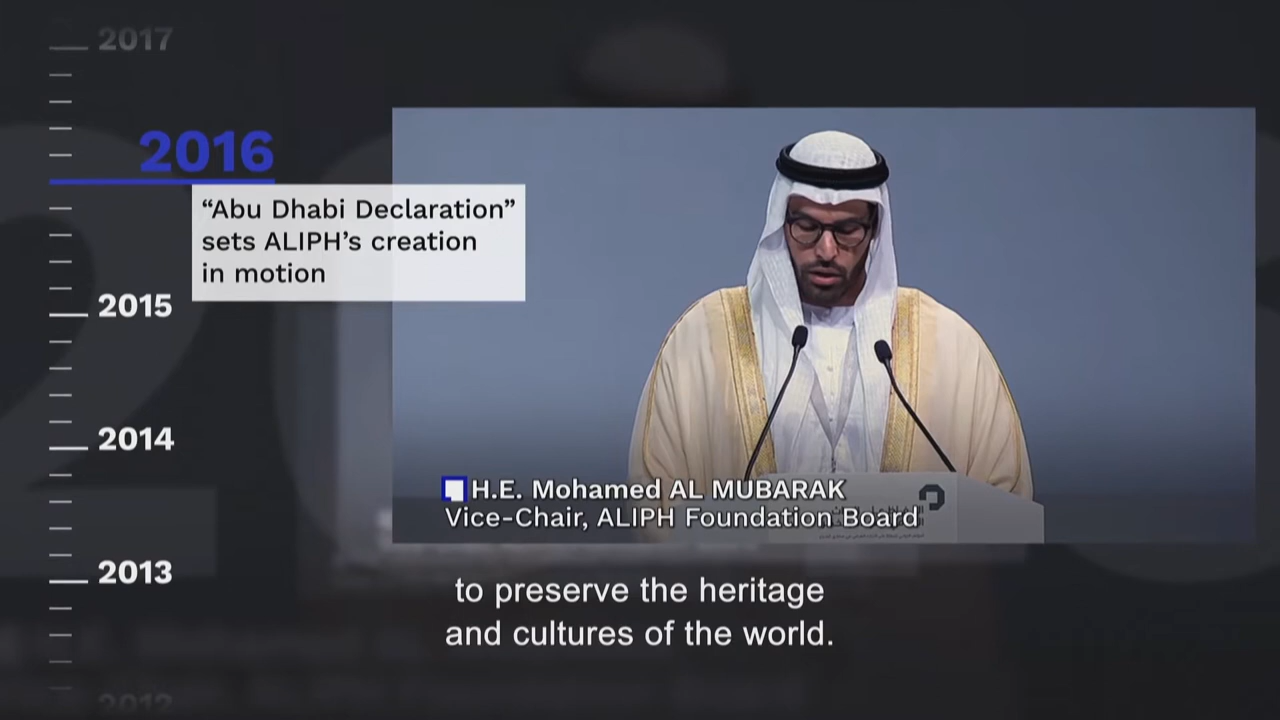 2017
2016
“Abu Dhabi Declaration”
sets ALIPH’s creation
in motion
2015
2014
2013
2012
H.E. Mohamed AL MUBARAK
Vice-Chair, ALIPH Foundation Board
to preserve the heritage
and cultures of the world.